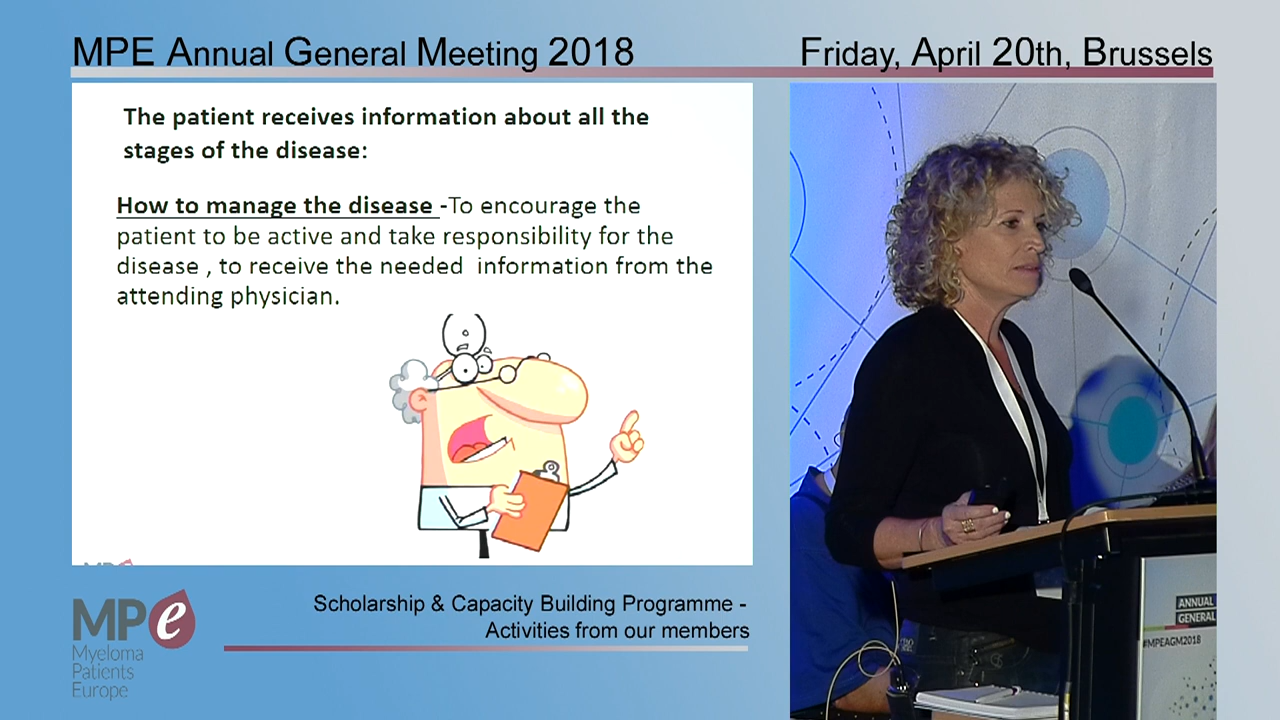 MPE Annual General Meeting 2018
Friday, April 20th, Brussels
The patient receives information about all the
stages of the disease:
How to manage the disease -To encourage the
patient to be active and take responsibility for the
disease , to receive the needed  information from the
attending physician.
Scholarship & Capacity Building Programme -
Activities from our members
MPe
Myeloma
Patients
Europe
ANNUAL
GENERAL
#MPEAGM2018